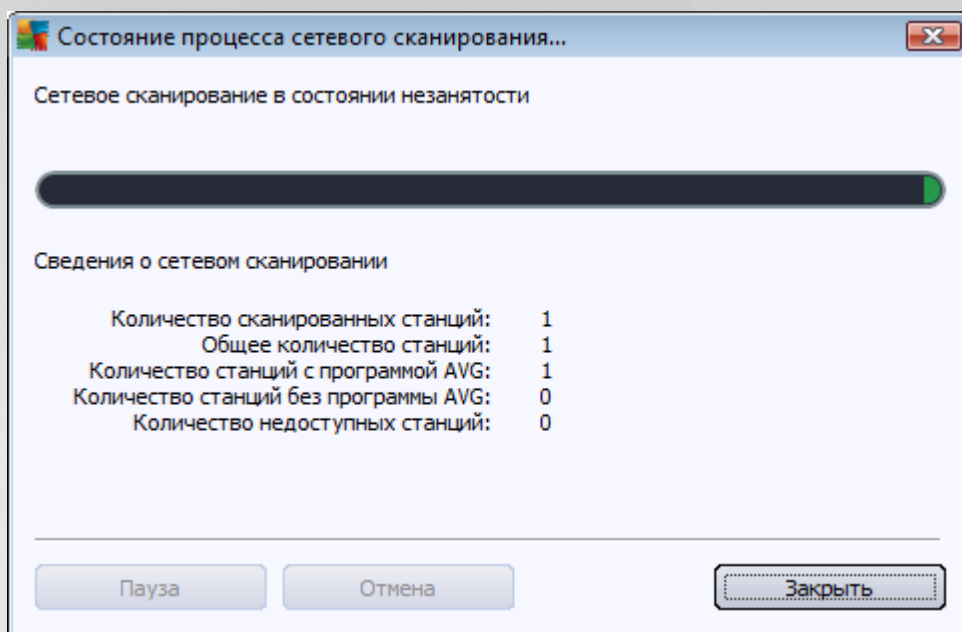 Состояние процесса сетевого сканирования...
Сетевое сканирование в состоянии незанятости
Сведения о сетевом сканировании
Количество сканированных станций: 1
Общее количество станций: 1
Количество станций с программой AVG: 1
Количество станций без программы AVG: 0
Количество недоступных станций: 0
Пауза Отмена Закрыть